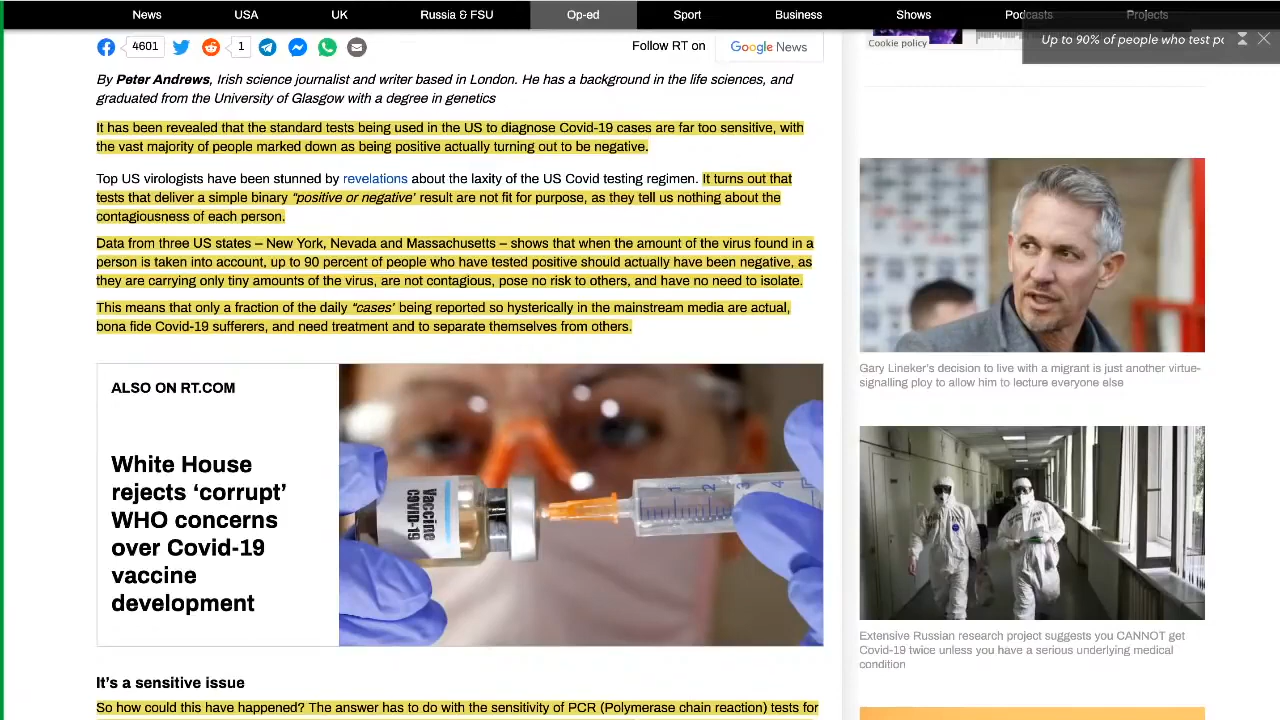 News USA UK Russia & FSU Op-ed Sport Business Shows Podcasts Projects
4601 1 Follow RT on Google News
Cookie policy
Up to 90% of people who test
By Peter Andrews, Irish science journalist and writer based in London. He has a background in the life sciences, and
graduated from the University of Glasgow with a degree in genetics
It has been revealed that the standard tests being used in the US to diagnose Covid-19 cases are far too sensitive, with
the vast majority of people marked down as being positive actually turning out to be negative.
Top US virologists have been stunned by revelations about the laxity of the US Covid testing regimen. It turns out that
tests that deliver a simple binary “positive or negative’ result are not fit for purpose, as they tell us nothing about the
contagiousness of each person.
Data from three US states – New York, Nevada and Massachusetts – shows that when the amount of the virus found in a
person is taken into account, up to 90 percent of people who have tested positive should actually have been negative, as
they are carrying only tiny amounts of the virus, are not contagious, pose no risk to others, and have no need to isolate.
This means that only a fraction of the daily “cases’ being reported so hysterically in the mainstream media are actual,
bona fide Covid-19 sufferers, and need treatment and to separate themselves from others.
ALSO ON RT.COM
White House
rejects ‘corrupt’
WHO concerns
over Covid-19
vaccine
development
Vaccine
COVID-19
1 2 3 4
It’s a sensitive issue
So how could this have happened? The answer has to do with the sensitivity of PCR (Polymerase chain reaction) tests for
Gary Lineker’s decision to live with a migrant is just another virtue-
signalling ploy to allow him to lecture everyone else
Extensive Russian research project suggests you CANNOT get
Covid-19 twice unless you have a serious underlying medical
condition